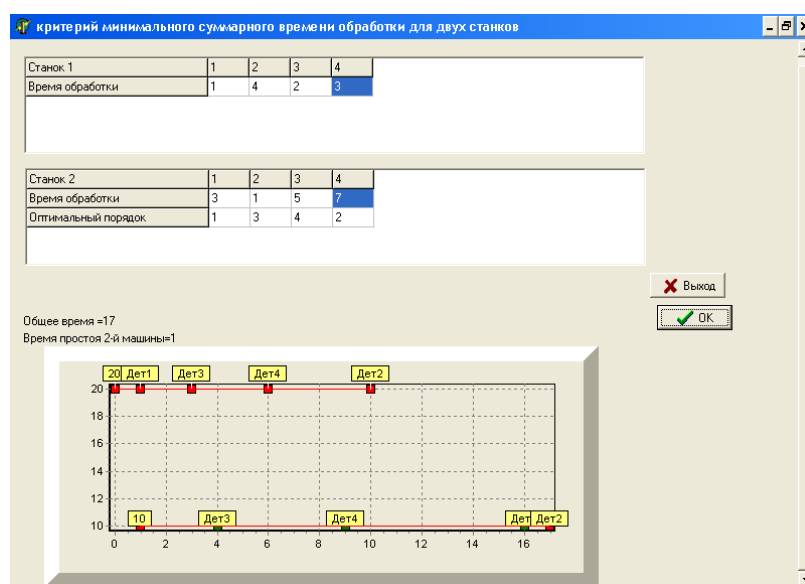 критерий минимального суммарного времени обработки для двух станков
Станок 1 1 2 3 4
Время обработки 1 4 2 3
Станок 2 1 2 3 4
Время обработки 3 1 5 7
Оптимальный порядок 1 3 4 2
Выход
OK
Общее время =17
Время простоя 2-й машины=1
20 Дет1 Дет3 Дет4 Дет2
20
18
16
14
12
10
10 Дет3 Дет4 Дет Дет2
0 2 4 6 8 10 12 14 16